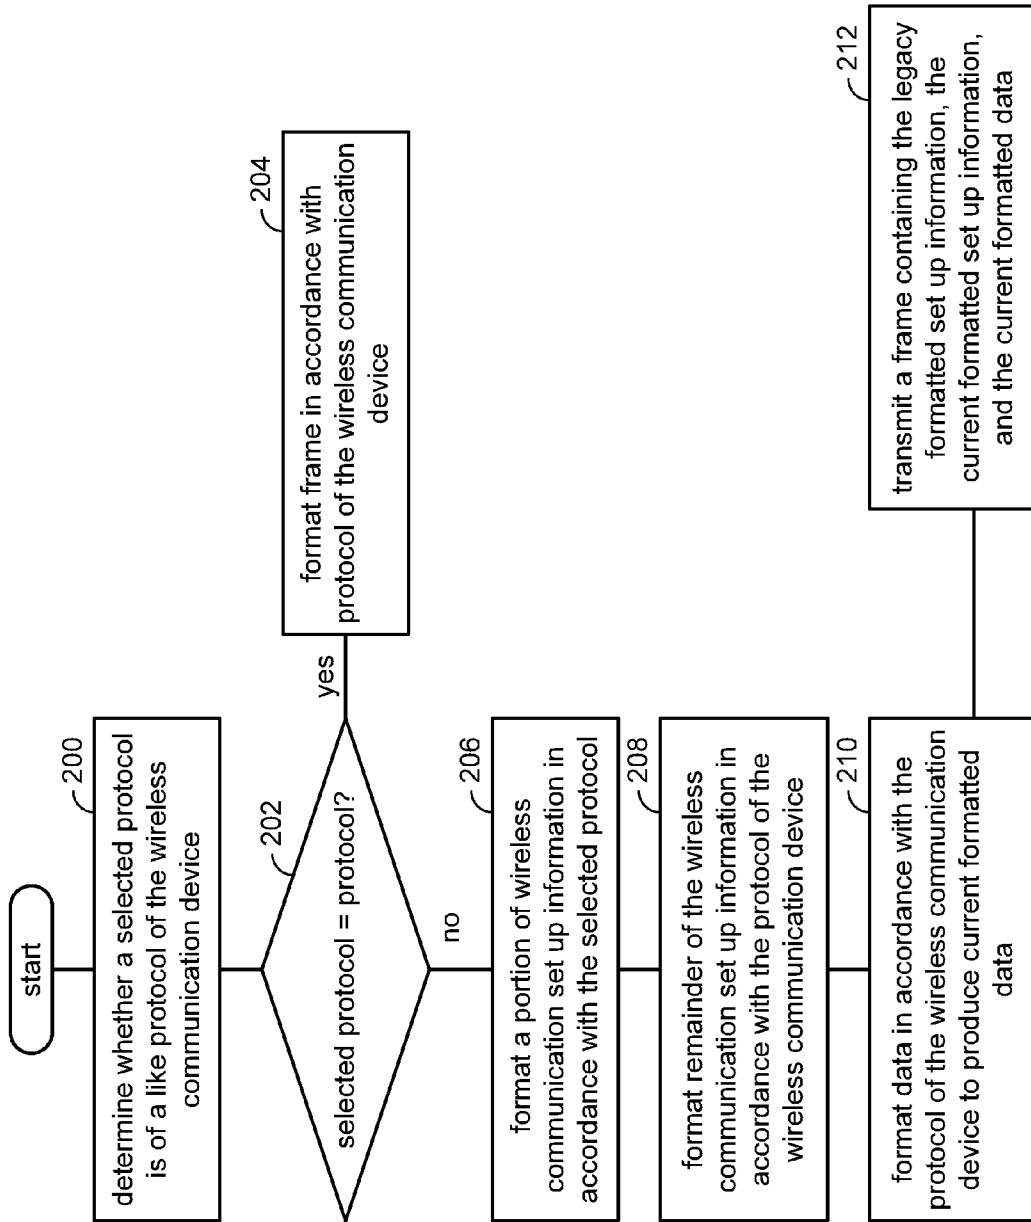 start
200
determine whether a selected protocol
is of a like protocol of the wireless
communication device
202
selected protocol = protocol?
yes
204
format frame in accordance with
protocol of the wireless communication
device
no
206
format a portion of wireless
communication set up information in
accordance with the selected protocol
208
format remainder of the wireless
communication set up information in
accordance with the protocol of the
wireless communication device
210
format data in accordance with the
protocol of the wireless communication
device to produce current formatted
data
212
transmit a frame containing the legacy
formatted set up information, the
current formatted set up information,
and the current formatted data